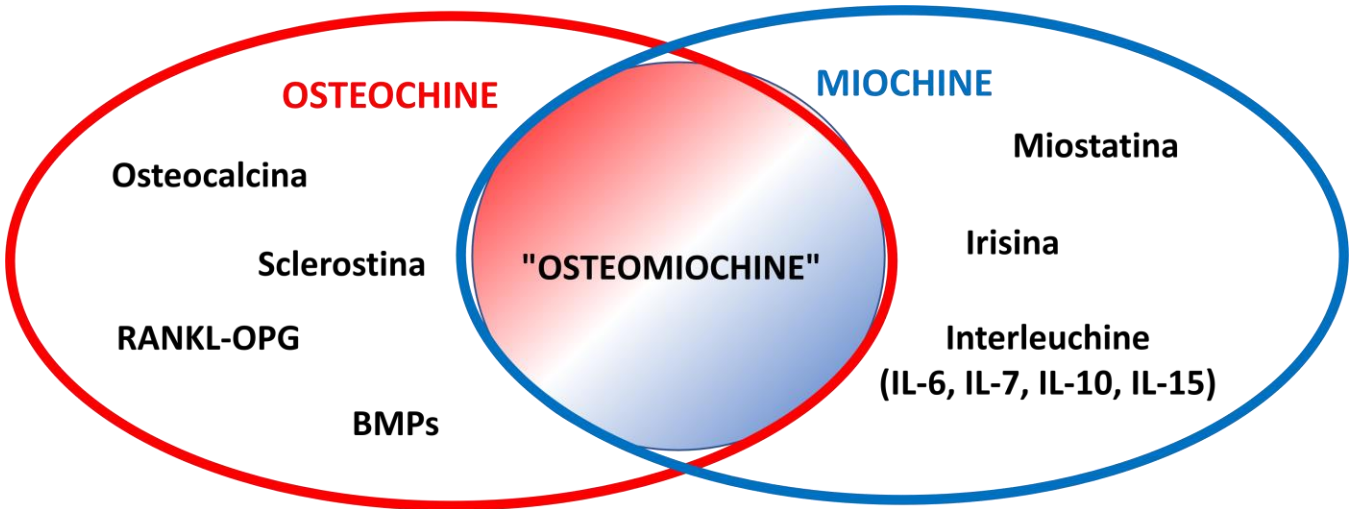 OSTEOCHINE
MIOCHINE
Osteocalcina
Miostatina
Sclerostina
"OSTEOMIOCHINE"
Irisina
RANKL-OPG
Interleuchine
(IL-6, IL-7, IL-10, IL-15)
BMPs